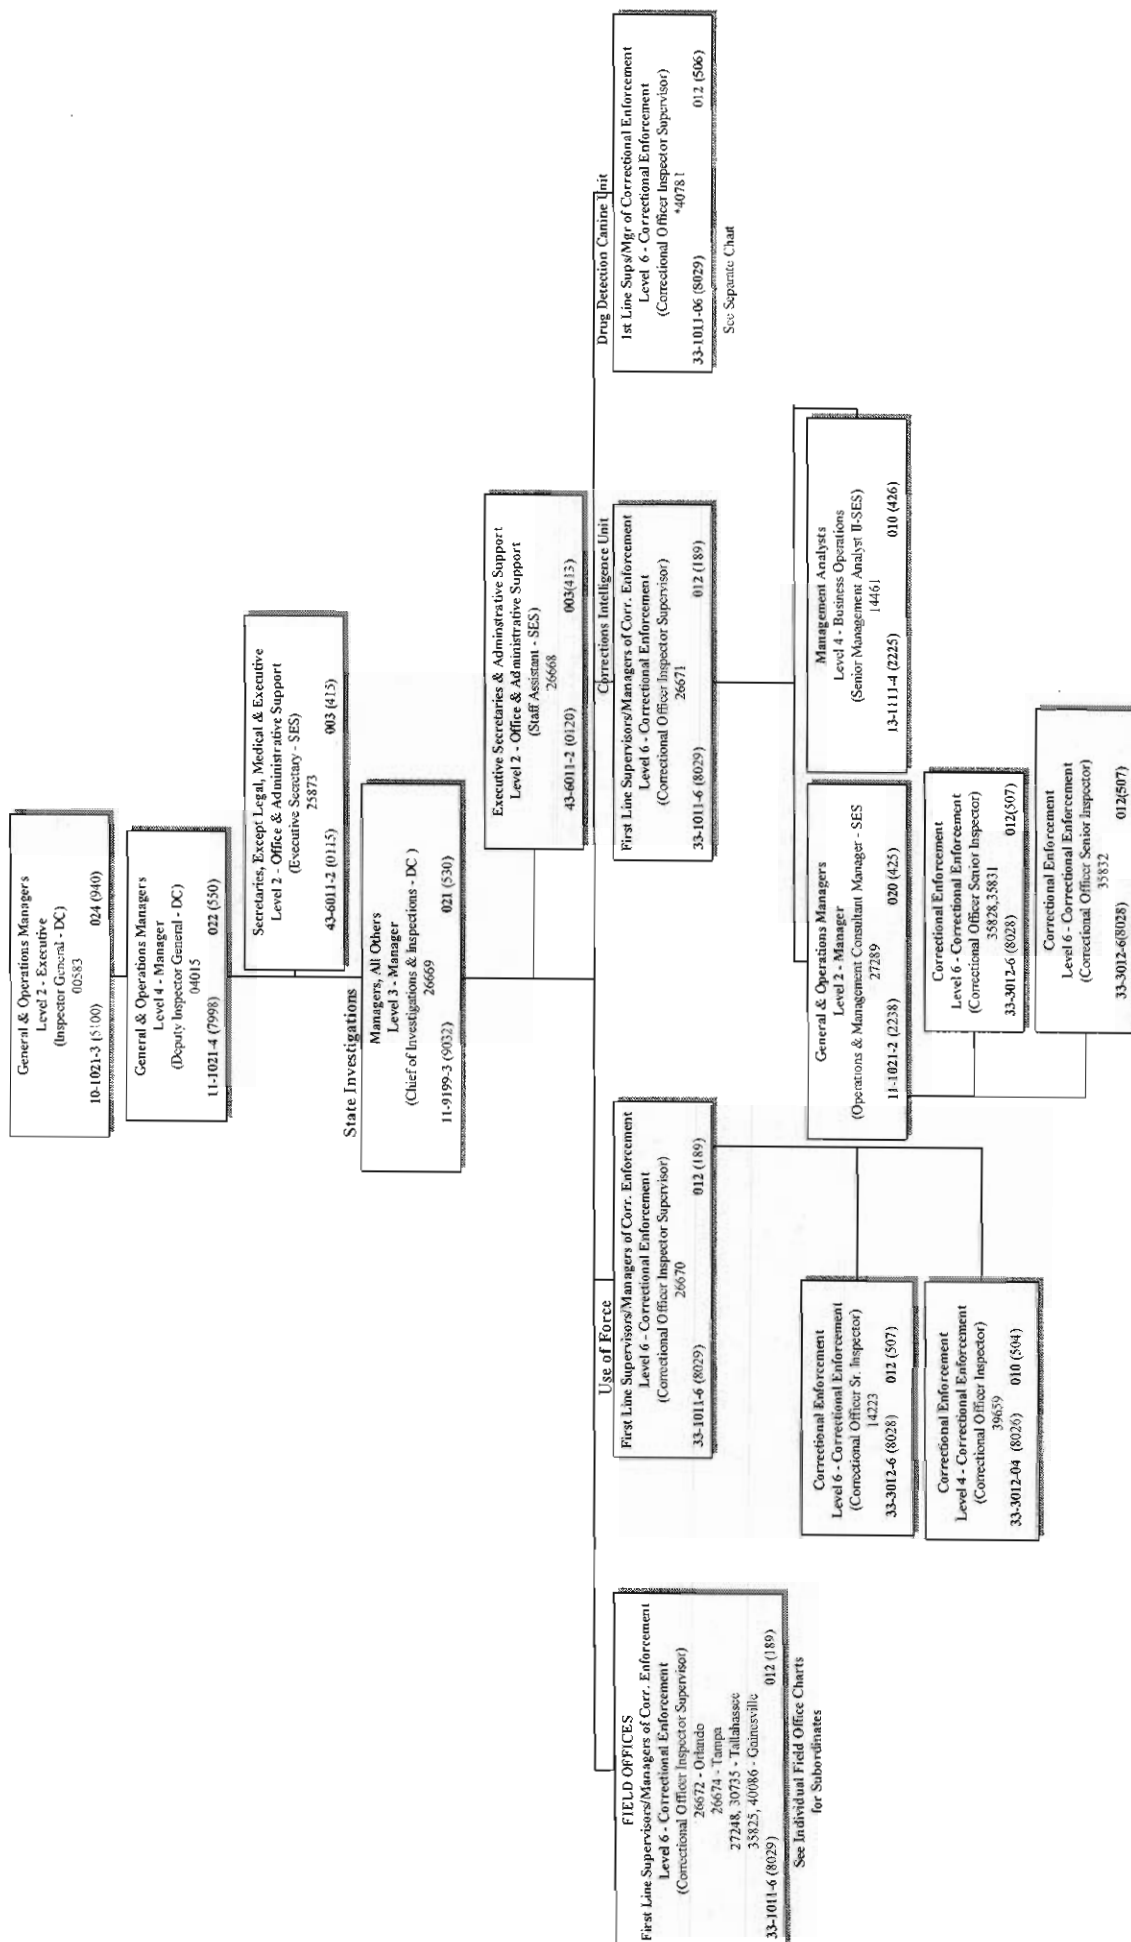 General & Operations Managers
Level 2 - Executive
(Inspector General - DC)
00583
10-1021-3 (5100) 024 (940)
General & Operations Managers
Level 4 - Manager
(Deputy Inspector General - DC)
04015
11-1021-4 (7998) 022 (550)
Secretaries, Except Legal, Medical & Executive
Level 2 - Office & Administrative Support
(Executive Secretary - SES)
25873
43-6011-2 (0115) 003 (415)
State Investigations
Managers, All Others
Level 3 - Manager
(Chief of Investigations & Inspections - DC )
26669
11-9199-3 (9032) 021 (530)
Executive Secretaries & Adminstrative Support
Level 2 - Office & Administrative Support
(Staff Assistant - SES)
26668
43-6011-2 (0120) 003(413)
FIELD OFFICES
First Line Supervisors/Managers of Corr. Enforcement
Level 6 - Correctional Enforcement
(Correctional Officer Inspector Supervisor)
26672 - Orlando
26674 - Tampa
27248, 30735 - Tallahassee
35825, 40086 - Gainesville
33-1011-6 (8029) 012 (189)
See Individual Field Office Charts
for Subordinates
Use of Force
First Line Supervisors/Managers of Corr. Enforcement
Level 6 - Correctional Enforcement
(Correctional Officer Inspector Supervisor)
26670
33-1011-6 (8029) 012 (189)
Correctional Enforcement
Level 6 - Correctional Enforcement
(Correctional Officer Sr. Inspector)
14223
33-3012-6 (8028) 012 (507)
Correctional Enforcement
Level 4 - Correctional Enforcement
(Correctional Officer Inspector)
39659
33-3012-04 (8026) 010 (504)
Corrections Intelligence Unit
First Line Supervisors/Managers of Corr. Enforcement
Level 6 - Correctional Enforcement
(Correctional Officer Inspector Supervisor)
26671
33-1011-6 (8029) 012 (189)
General & Operations Managers
Level 2 - Manager
(Operations & Management Consultant Manager - SES
27289
11-1021-2 (2238) 020 (425)
Correctional Enforcement
Level 6 - Correctional Enforcement
(Correctional Officer Senior Inspector)
35828,35831
33-3012-6 (8028) 012(507)
Correctional Enforcement
Level 6 - Correctional Enforcement
(Correctional Officer Senior Inspector)
35832
33-3012-6(8028) 012(507)
Management Analysts
Level 4 - Business Operations
(Senior Management Analyst II-SES)
14461
13-1111-4 (2225) 010 (426)
Drug Detection Canine Unit
1st Line Sups/Mgr of Correctional Enforcement
Level 6 - Correctional Enforcement
(Correctional Officer Inspector Supervisor)
*40781
33-1011-06 (8029) 012 (506)
See Separate Chart